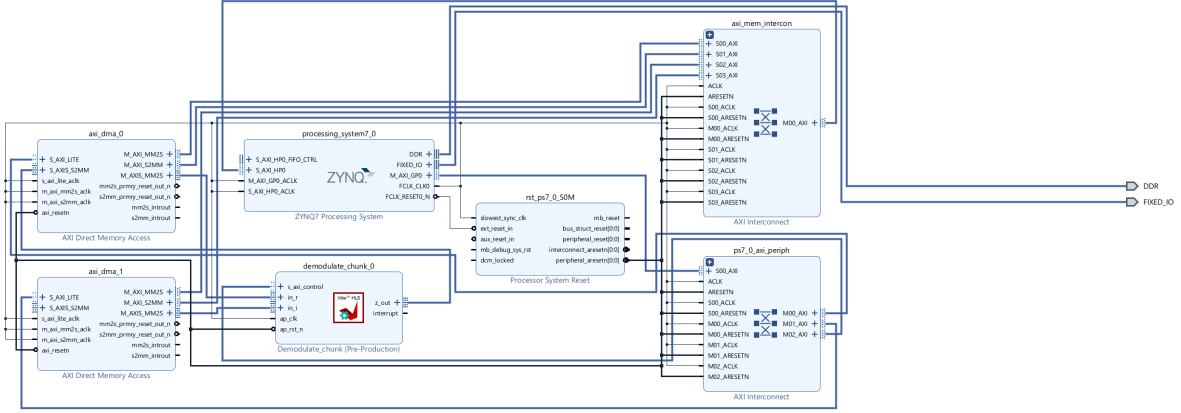 axi_mem_intercon
S00_AXI
S01_AXI
S02_AXI
S03_AXI
ACLK
ARESETN
S00_ACLK
S00_ARESETN
M00_ACLK
M00_ARESETN
S01_ACLK
S01_ARESETN
S02_ACLK
S02_ARESETN
S03_ACLK
S03_ARESETN
M00_AXI
AXI Interconnect
axi_dma_0
S_AXI_LITE
S_AXIS_S2MM
s_axi_lite_aclk
m_axi_mm2s_aclk
m_axi_s2mm_aclk
axi_resetn
M_AXI_MM2S
M_AXI_S2MM
M_AXIS_MM2S
mm2s_prmry_reset_out_n
s2mm_prmry_reset_out_n
mm2s_introut
s2mm_introut
AXI Direct Memory Access
processing_system7_0
S_AXI_HP0_FIFO_CTRL
S_AXI_HP0
M_AXI_GP0_ACLK
S_AXI_HP0_ACLK
ZYNQ.
DDR
FIXED_IO
M_AXI_GP0
FCLK_CLK0
FCLK_RESET0_N
ZYNQ7 Processing System
DDR
FIXED_IO
rst_ps7_0_50M
slowest_sync_clk
ext_reset_in
aux_reset_in
mb_debug_sys_rst
dcm_locked
mb_reset
bus_struct_reset[0:0]
peripheral_reset[0:0]
interconnect_aresetn[0:0]
peripheral_aresetn[0:0]
Processor System Reset
axi_dma_1
S_AXI_LITE
S_AXIS_S2MM
s_axi_lite_aclk
m_axi_mm2s_aclk
m_axi_s2mm_aclk
axi_resetn
M_AXI_MM2S
M_AXI_S2MM
M_AXIS_MM2S
mm2s_prmry_reset_out_n
s2mm_prmry_reset_out_n
mm2s_introut
s2mm_introut
AXI Direct Memory Access
demodulate_chunk_0
s_axi_control
in_r
in_i
ap_clk
ap_rst_n
Vitis™ HLS
z_out
interrupt
Demodulate_chunk (Pre-Production)
ps7_0_axi_periph
S00_AXI
ACLK
ARESETN
S00_ACLK
S00_ARESETN
M00_ACLK
M00_ARESETN
M01_ACLK
M01_ARESETN
M02_ACLK
M02_ARESETN
M00_AXI
M01_AXI
M02_AXI
AXI Interconnect